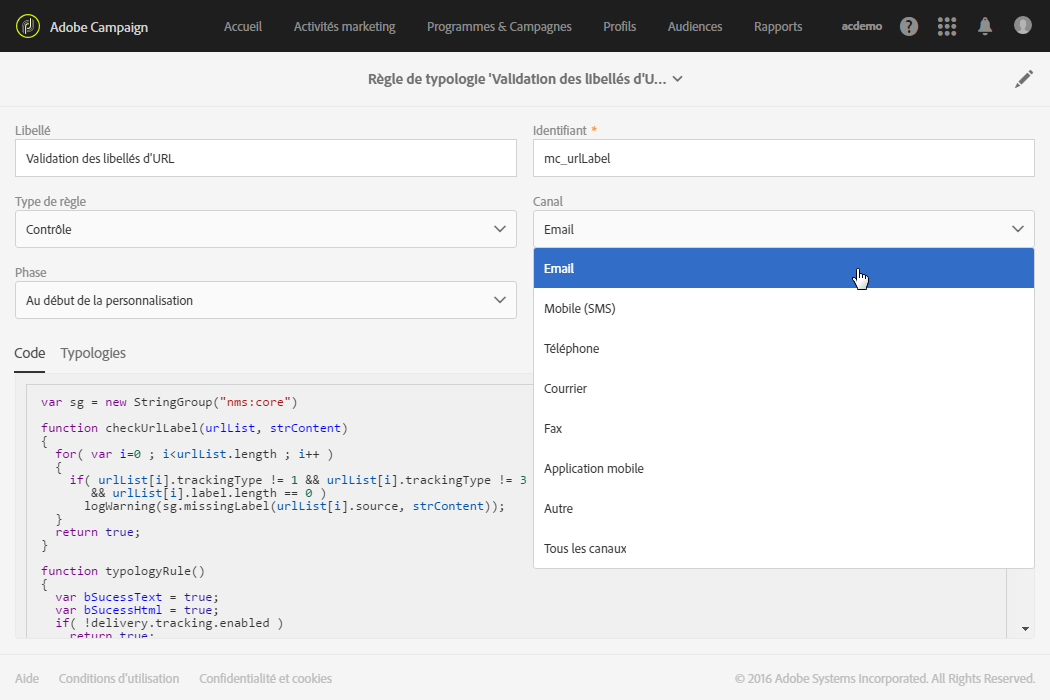 Adobe Campaign
Accueil
Activités marketing
Programmes & Campagnes
Profils
Audiences
Rapports
acdemo
?
Règle de typologie 'Validation des libellés d'U...
Libellé
Identifiant *
Validation des libellés d'URL
mc_urlLabel
Type de règle
Canal
Contrôle
Email
Phase
Email
Au début de la personnalisation
Mobile (SMS)
Téléphone
Courrier
Fax
Application mobile
Autre
Tous les canaux
Code
Typologies
var sg = new StringGroup("nms:core")
function checkUrlLabel(urlList, strContent)
{
for( var i=0 ; i<urlList.length ; i++ )
{
if( urlList[i].trackingType != 1 && urlList[i].trackingType != 3
&& urlList[i].label.length == 0 )
logWarning(sg.missingLabel(urlList[i].source, strContent));
}
return true;
}
function typologyRule()
{
var bSucessText = true;
var bSucessHtml = true;
if( !delivery.tracking.enabled )
return true;
Aide
Conditions d'utilisation
Confidentialité et cookies
© 2016 Adobe Systems Incorporated. All Rights Reserved.